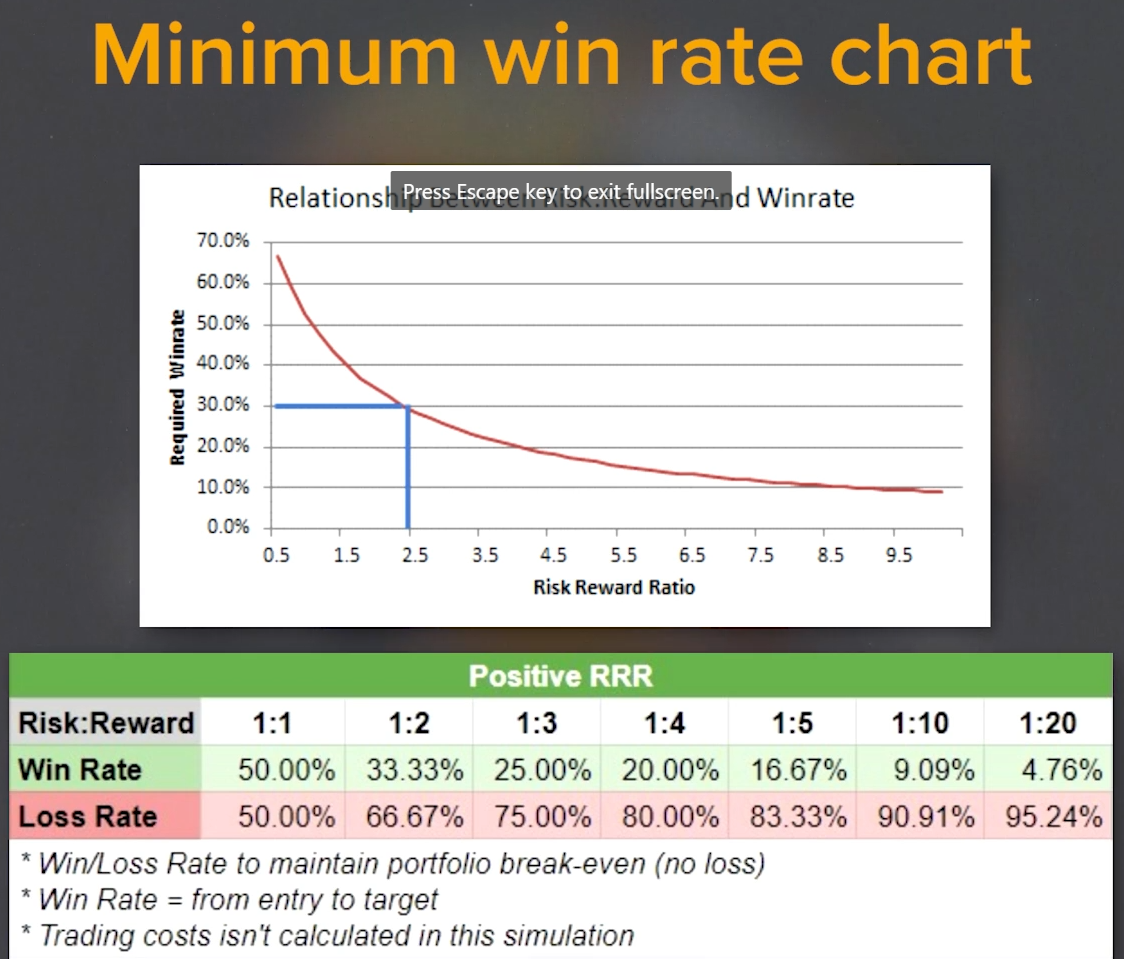 Minimum win rate chart
Press Escape key to exit fullscreen.
Relationship Between Risk:Reward And Winrate
70.0%
60.0%
50.0%
40.0%
30.0%
20.0%
10.0%
0.0%
Required Winrate
0.5 1.5 2.5 3.5 4.5 5.5 6.5 7.5 8.5 9.5
Risk Reward Ratio
Positive RRR
Risk:Reward 1:1 1:2 1:3 1:4 1:5 1:10 1:20
Win Rate 50.00% 33.33% 25.00% 20.00% 16.67% 9.09% 4.76%
Loss Rate 50.00% 66.67% 75.00% 80.00% 83.33% 90.91% 95.24%
* Win/Loss Rate to maintain portfolio break-even (no loss)
* Win Rate = from entry to target
* Trading costs isn't calculated in this simulation